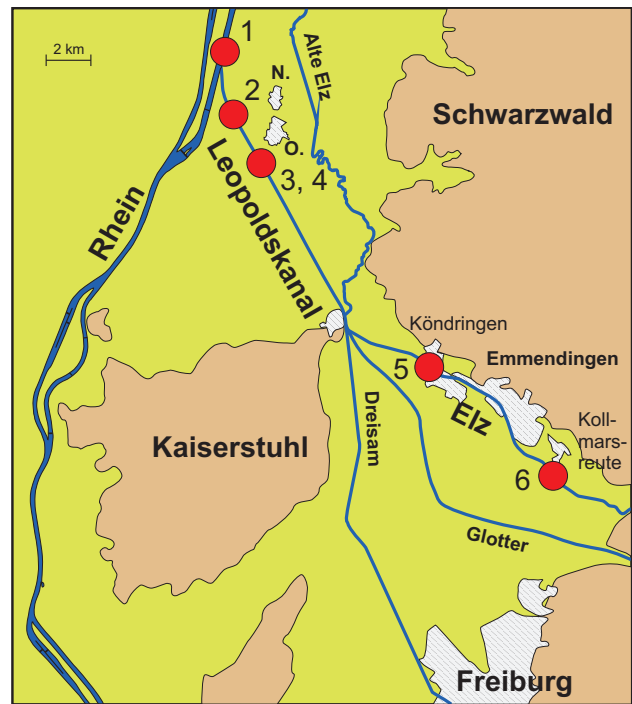 1
2 km
Alte Elz
N.
2
Schwarzwald
O.
3, 4
Leopoldskanal
Rhein
Köndringen
5
Emmendingen
Elz
Dreisam
Kaiserstuhl
Koll-
mars-
reute
6
Glotter
Freiburg